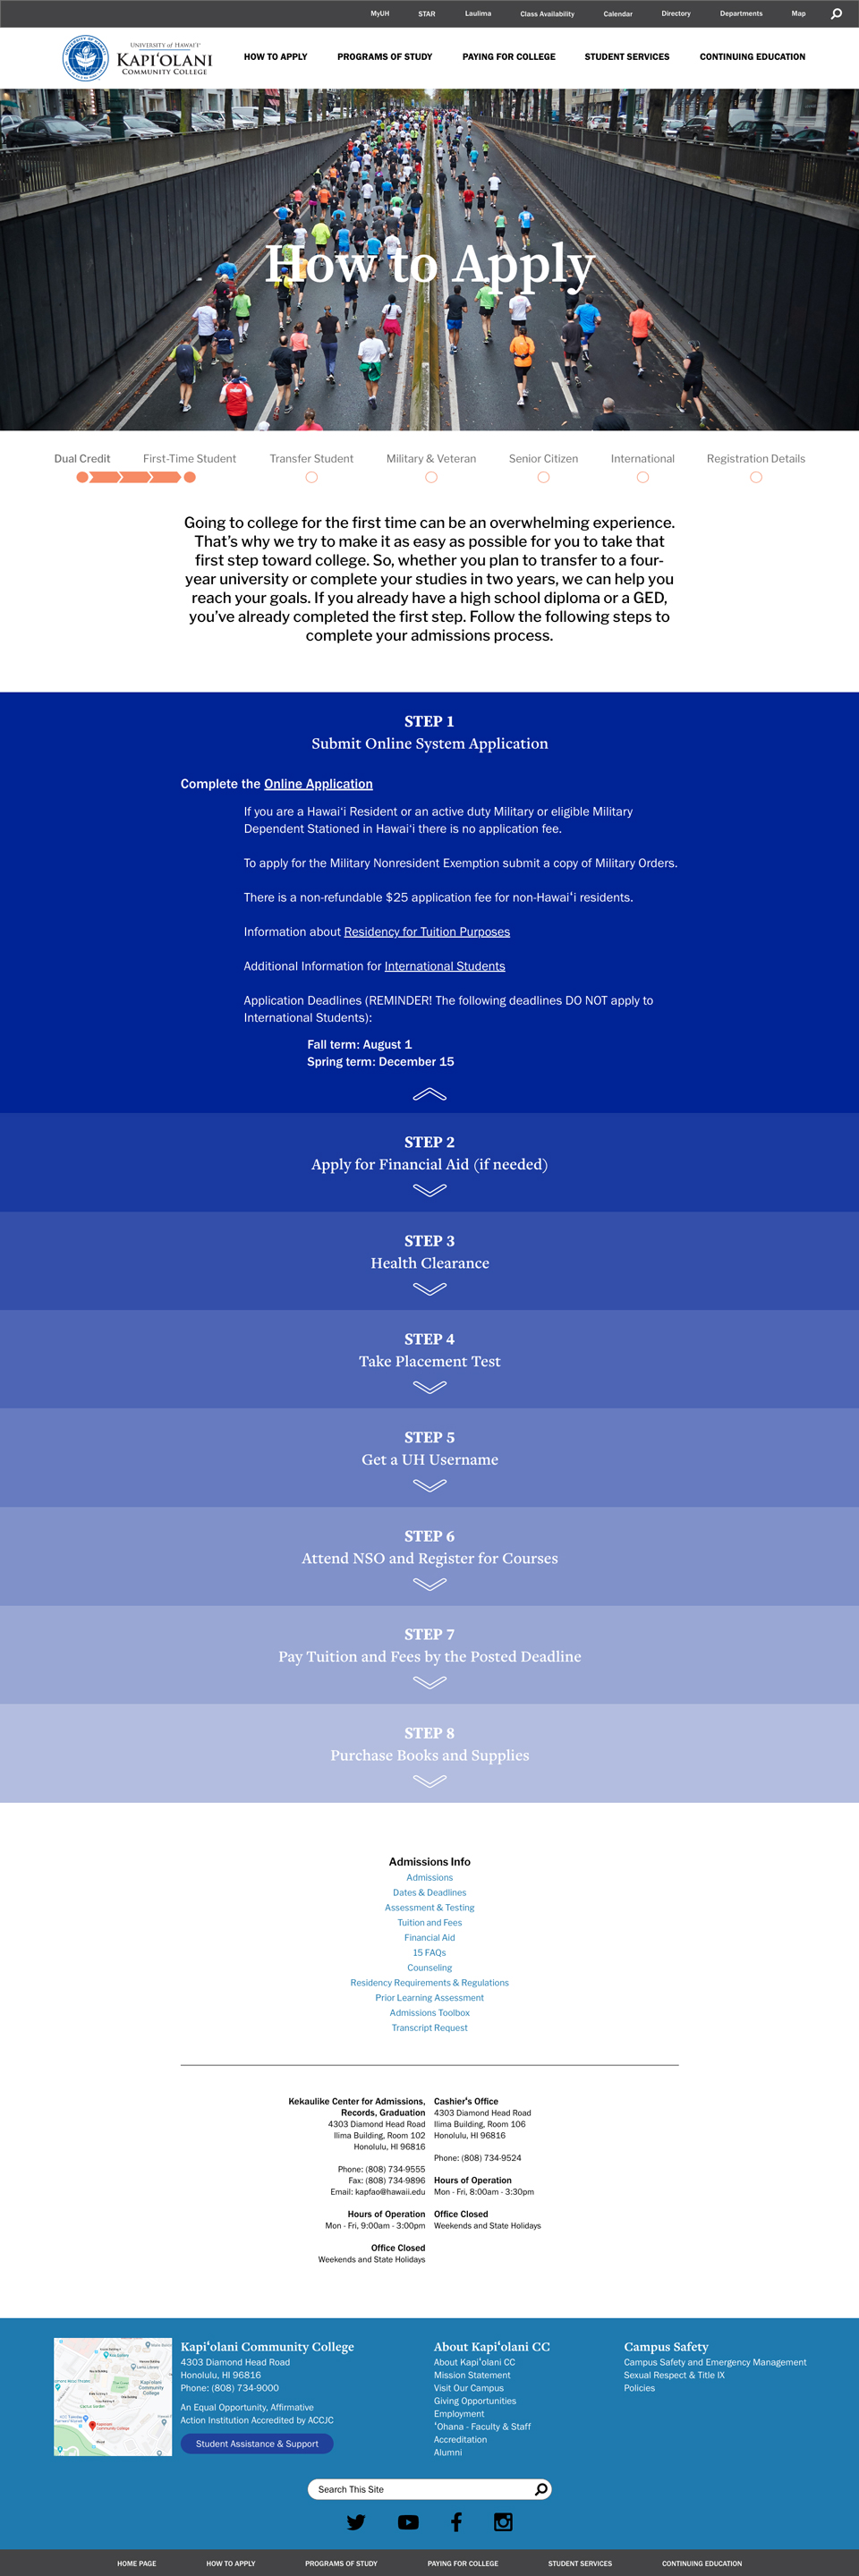 MyUH STAR Laulima Class Availability Calendar Directory Departments Map
UNIVERSITY of HAWAI‘I®
KAPI‘OLANI
COMMUNITY COLLEGE
HOW TO APPLY PROGRAMS OF STUDY PAYING FOR COLLEGE STUDENT SERVICES CONTINUING EDUCATION
How to Apply
Dual Credit First-Time Student Transfer Student Military & Veteran Senior Citizen International Registration Details
Going to college for the first time can be an overwhelming experience.
That’s why we try to make it as easy as possible for you to take that
first step toward college. So, whether you plan to transfer to a four-
year university or complete your studies in two years, we can help you
reach your goals. If you already have a high school diploma or a GED,
you’ve already completed the first step. Follow the following steps to
complete your admissions process.
STEP 1
Submit Online System Application
Complete the Online Application
If you are a Hawai‘i Resident or an active duty Military or eligible Military
Dependent Stationed in Hawai‘i there is no application fee.
To apply for the Military Nonresident Exemption submit a copy of Military Orders.
There is a non-refundable $25 application fee for non-Hawai‘i residents.
Information about Residency for Tuition Purposes
Additional Information for International Students
Application Deadlines (REMINDER! The following deadlines DO NOT apply to
International Students):
Fall term: August 1
Spring term: December 15
STEP 2
Apply for Financial Aid (if needed)
STEP 3
Health Clearance
STEP 4
Take Placement Test
STEP 5
Get a UH Username
STEP 6
Attend NSO and Register for Courses
STEP 7
Pay Tuition and Fees by the Posted Deadline
STEP 8
Purchase Books and Supplies
Admissions Info
Admissions
Dates & Deadlines
Assessment & Testing
Tuition and Fees
Financial Aid
15 FAQs
Counseling
Residency Requirements & Regulations
Prior Learning Assessment
Admissions Toolbox
Transcript Request
Kekaulike Center for Admissions,
Records, Graduation
4303 Diamond Head Road
Ilima Building, Room 102
Honolulu, HI 96816
Phone: (808) 734-9555
Fax: (808) 734-9896
Email: kapfao@hawaii.edu
Hours of Operation
Mon - Fri, 9:00am - 3:00pm
Office Closed
Weekends and State Holidays
Cashier’s Office
4303 Diamond Head Road
Ilima Building, Room 106
Honolulu, HI 96816
Phone: (808) 734-9524
Hours of Operation
Mon - Fri, 8:00am - 3:30pm
Office Closed
Weekends and State Holidays
Kapi‘olani Community College
4303 Diamond Head Road
Honolulu, HI 96816
Phone: (808) 734-9000
An Equal Opportunity, Affirmative
Action Institution Accredited by ACCJC
Student Assistance & Support
About Kapi‘olani CC
About Kapi‘olani CC
Mission Statement
Visit Our Campus
Giving Opportunities
Employment
‘Ohana - Faculty & Staff
Accreditation
Alumni
Campus Safety
Campus Safety and Emergency Management
Sexual Respect & Title IX
Policies
Search This Site
HOME PAGE HOW TO APPLY PROGRAMS OF STUDY PAYING FOR COLLEGE STUDENT SERVICES CONTINUING EDUCATION